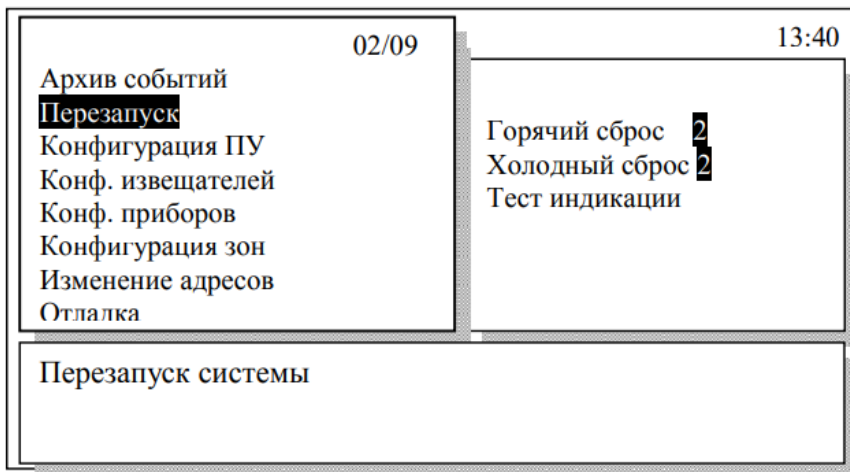 02/09
Архив событий
Перезапуск
Конфигурация ПУ
Конф. извещателей
Конф. приборов
Конфигурация зон
Изменение адресов
Отладка
13:40
Горячий сброс 2
Холодный сброс 2
Тест индикации
Перезапуск системы